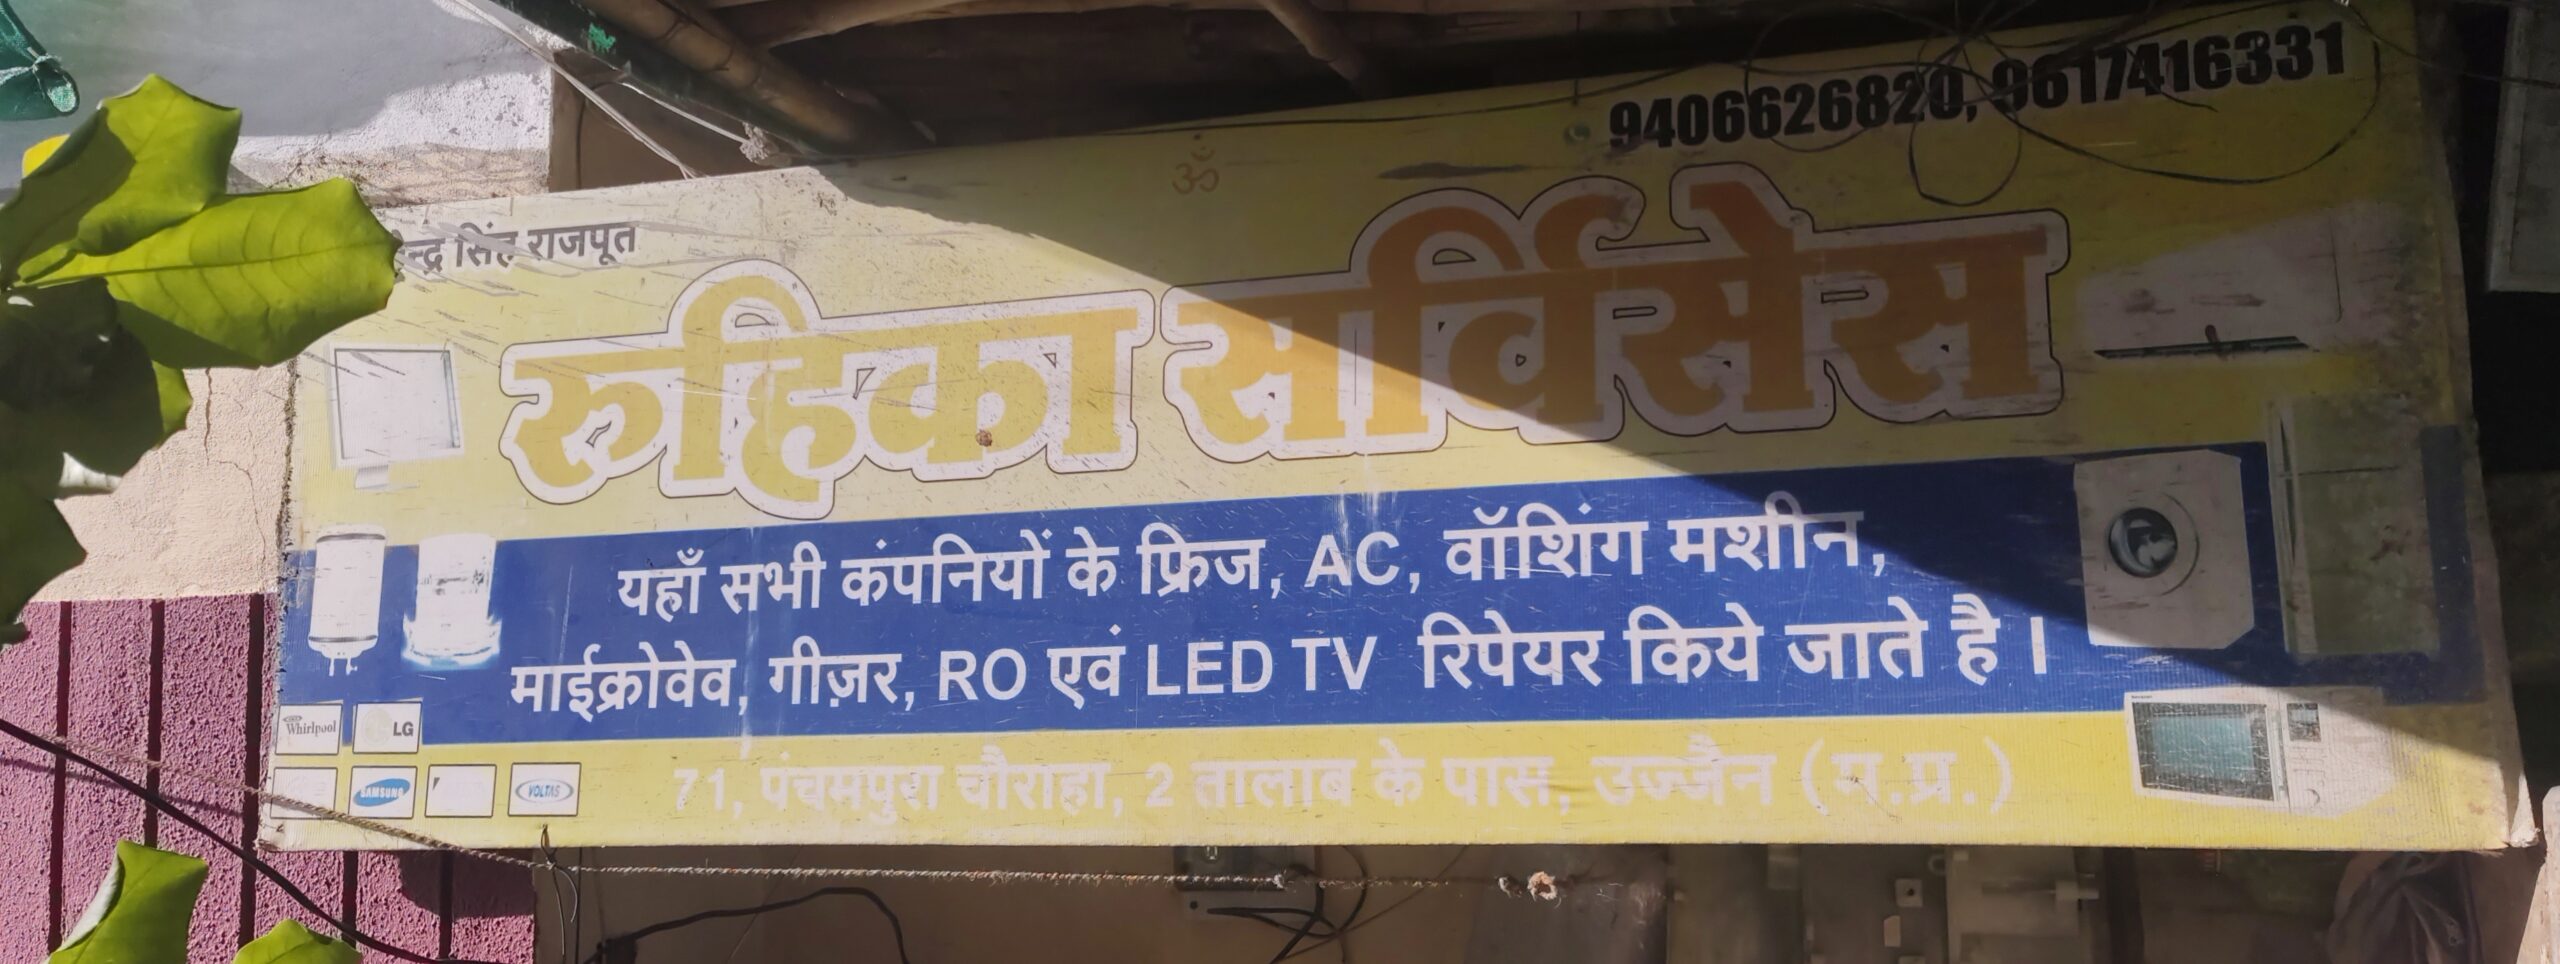 9406626820, 9617416331
ॐ
सिंह राजपूत
रुहिका सर्विसेस
यहाँ सभी कंपनियों के फ्रिज, AC, वॉशिंग मशीन,
माईक्रोवेव, गीज़र, RO एवं LED TV रिपेयर किये जाते है ।
Whirlpool
LG
SAMSUNG
VOLTAS
71, पंचमपुरा चौराहा, 2 तालाब के पास, उज्जैन (म.प्र.)